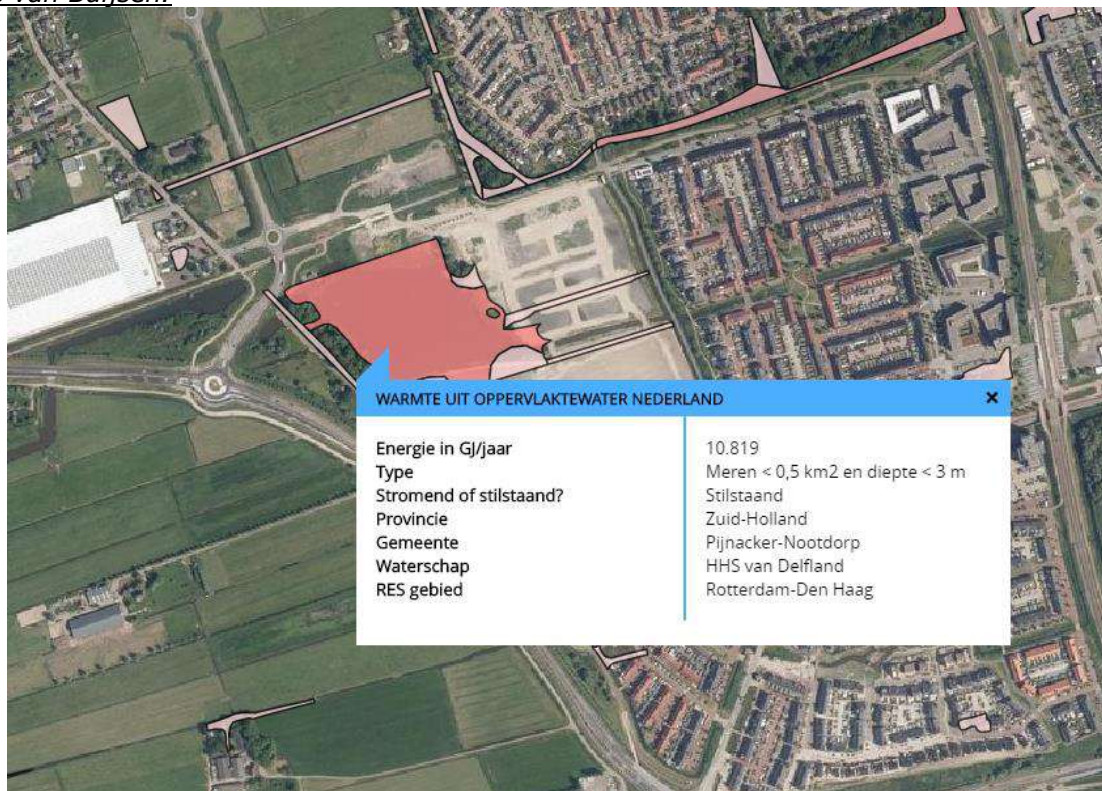 WARMTE UIT OPPERVLAKTEWATER NEDERLAND ×
Energie in GJ/jaar 10.819
Type Meren < 0,5 km2 en diepte < 3 m
Stromend of stilstaand? Stilstaand
Provincie Zuid-Holland
Gemeente Pijnacker-Nootdorp
Waterschap HHS van Delfland
RES gebied Rotterdam-Den Haag